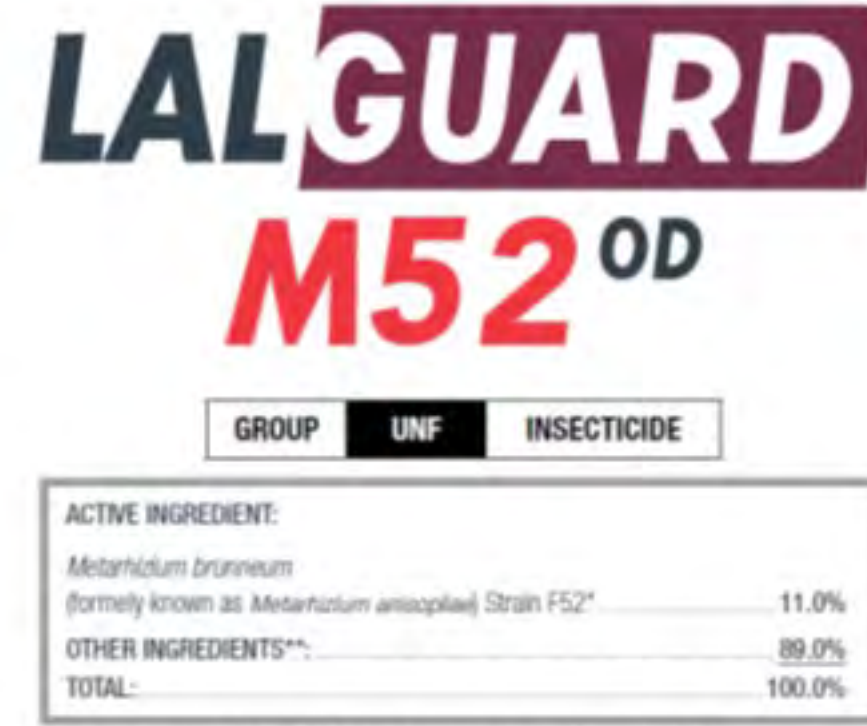 LALGUARD
M52 OD
GROUP UNF INSECTICIDE
ACTIVE INGREDIENT:
Metarhizium brunneum
(formely known as Metarhizium anisopliae) Strain F52* 11.0%
OTHER INGREDIENTS**: 89.0%
TOTAL: 100.0%